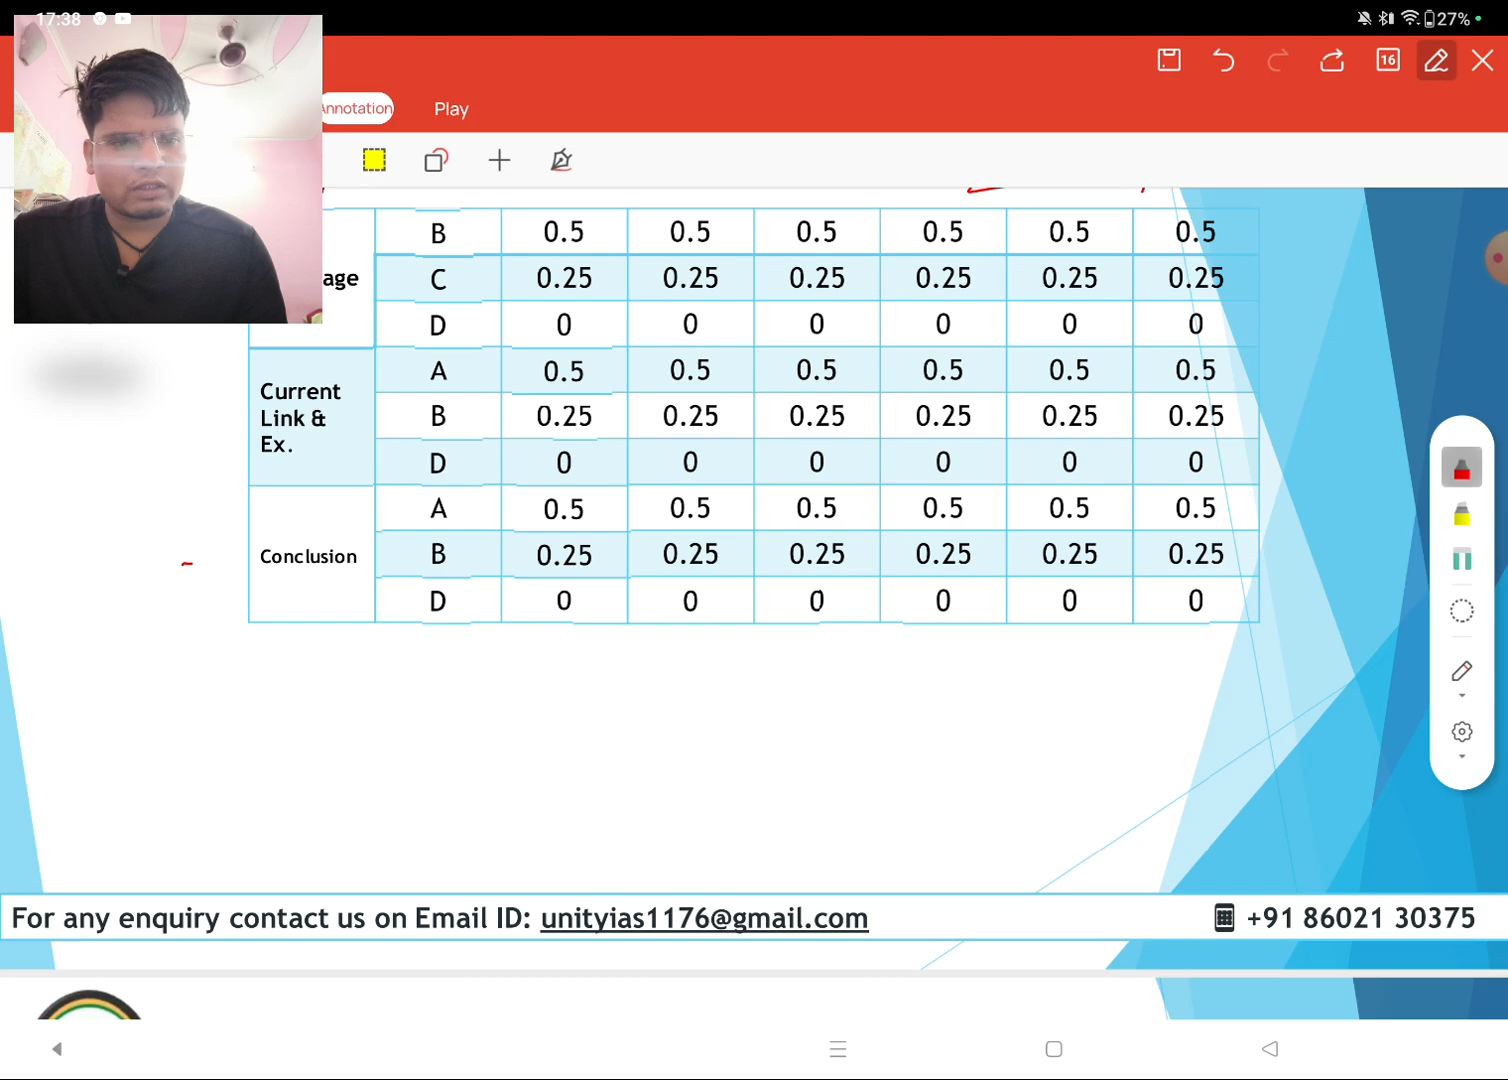 17:38
27%
16
Annotation Play
B 0.5 0.5 0.5 0.5 0.5 0.5
age C 0.25 0.25 0.25 0.25 0.25 0.25
D 0 0 0 0 0 0
A 0.5 0.5 0.5 0.5 0.5 0.5
Current
Link &
Ex.
B 0.25 0.25 0.25 0.25 0.25 0.25
D 0 0 0 0 0 0
A 0.5 0.5 0.5 0.5 0.5 0.5
Conclusion B 0.25 0.25 0.25 0.25 0.25 0.25
D 0 0 0 0 0 0
For any enquiry contact us on Email ID: unityias1176@gmail.com +91 86021 30375